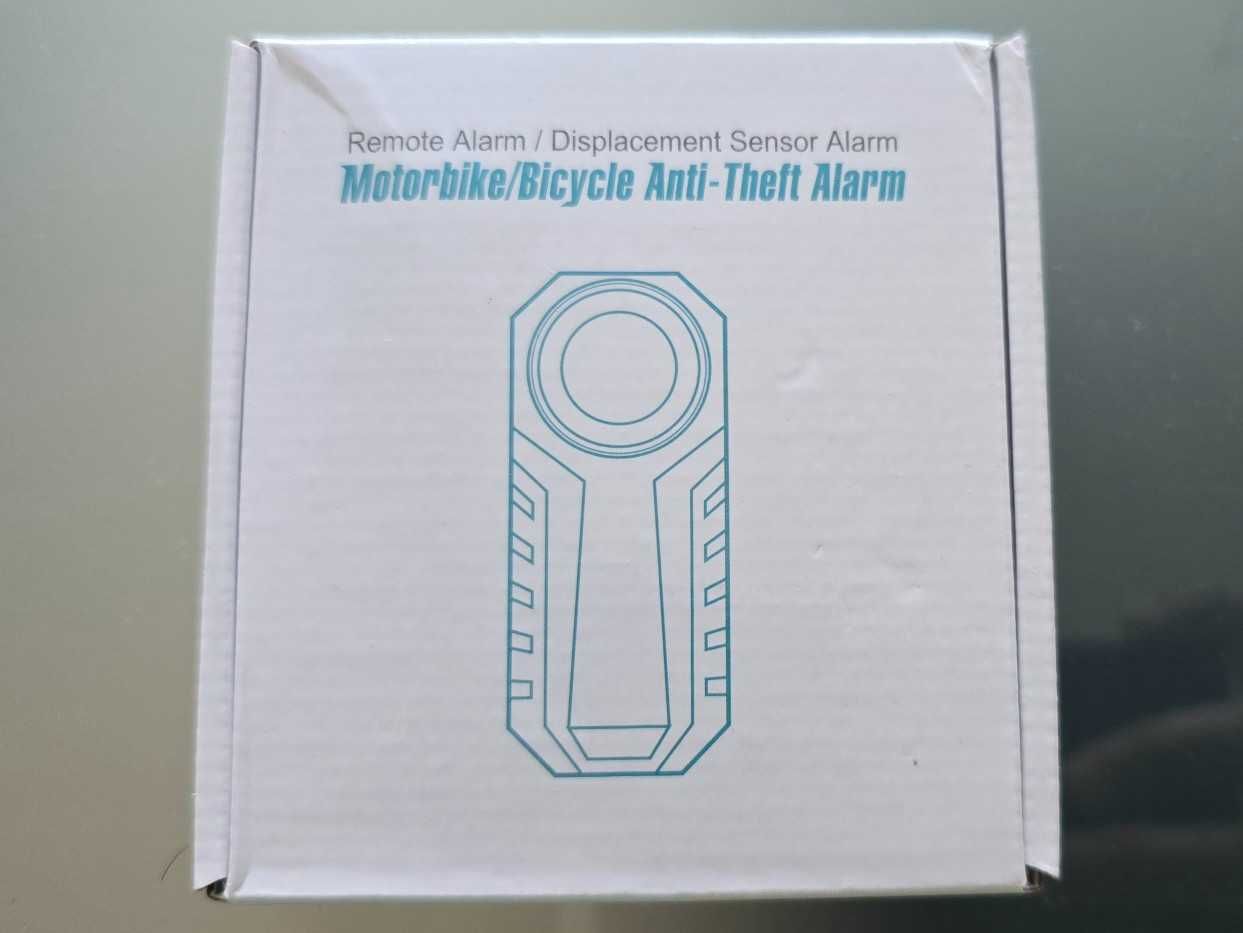 Remote Alarm / Displacement Sensor Alarm
Motorbike/Bicycle Anti-Theft Alarm